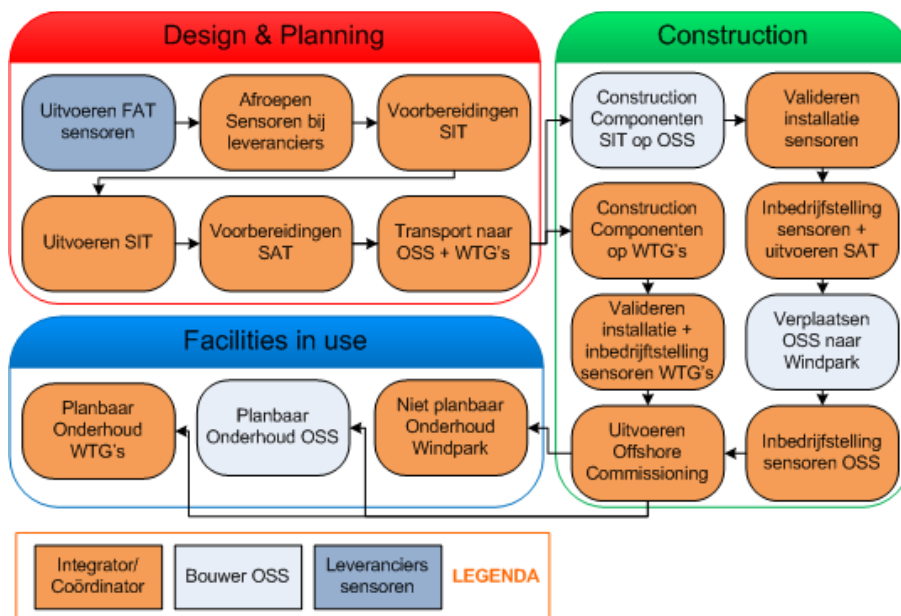 Design & Planning
Uitvoeren FAT
sensoren
Afroepen
Sensoren bij
leveranciers
Voorbereidingen
SIT
Uitvoeren SIT
Voorbereidingen
SAT
Transport naar
OSS + WTG's
Construction
Construction
Componenten
SIT op OSS
Valideren
installatie
sensoren
Construction
Componenten
op WTG's
Inbedrijfstelling
sensoren +
uitvoeren SAT
Valideren
installatie +
inbedrijftstelling
sensoren WTG's
Verplaatsen
OSS naar
Windpark
Uitvoeren
Offshore
Commissioning
Inbedrijfstelling
sensoren OSS
Facilities in use
Planbaar
Onderhoud
WTG's
Planbaar
Onderhoud OSS
Niet planbaar
Onderhoud
Windpark
Integrator/
Coördinator
Bouwer OSS
Leveranciers
sensoren
LEGENDA